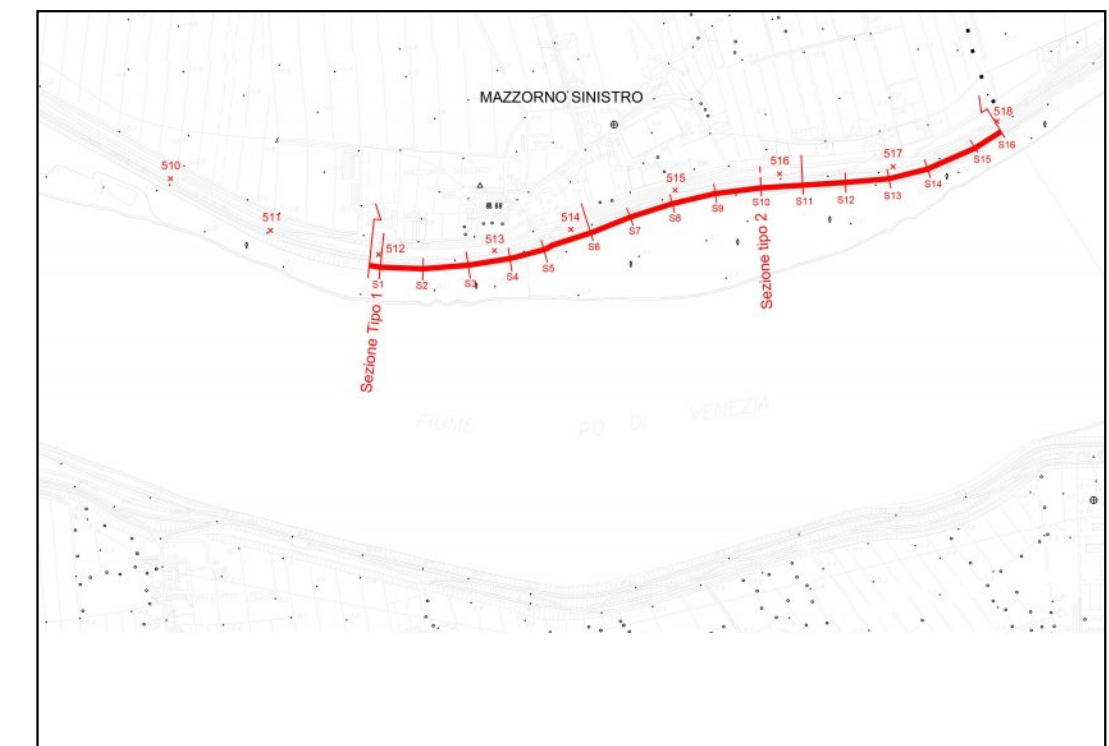 MAZZORNO SINISTRO
510
511
512
513
514
515
516
517
518
S1
S2
S3
S4
S5
S6
S7
S8
S9
S10
S11
S12
S13
S14
S15
S16
Sezione Tipo 1
Sezione tipo 2
FIUME PO DI VENEZIA